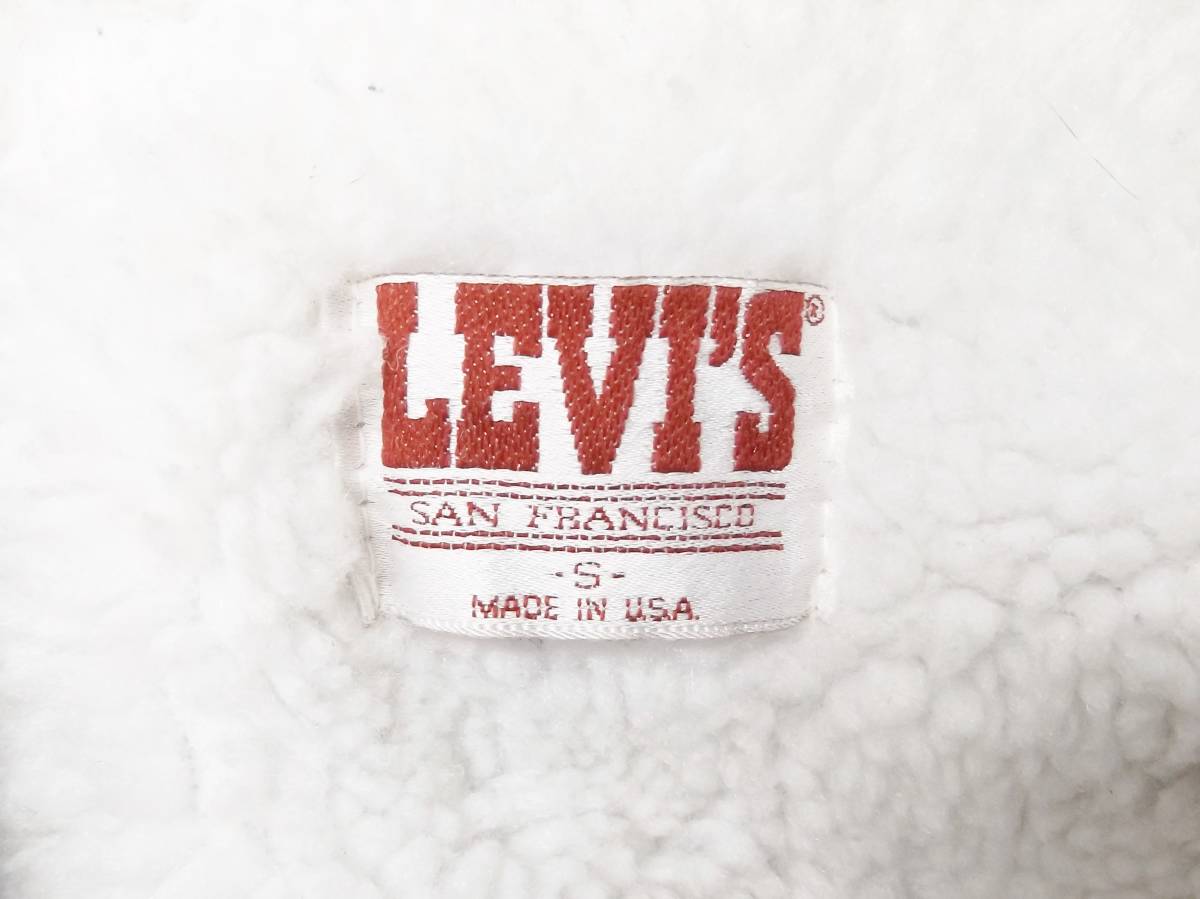 LEVI'S®
SAN FRANCISCO
-S-
MADE IN U.S.A.